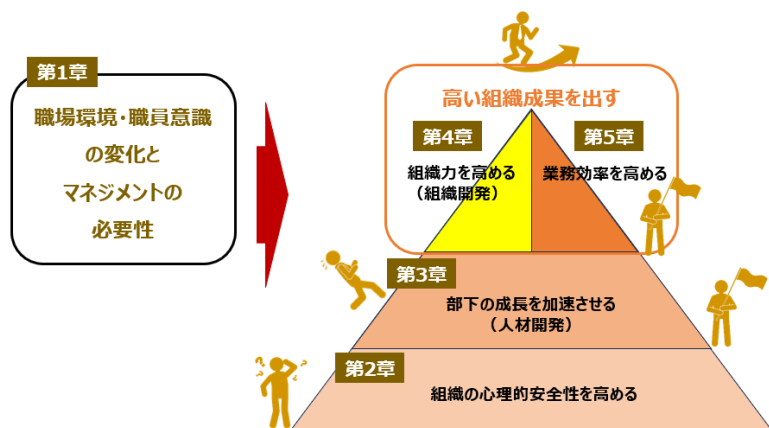 第1章
職場環境・職員意識
の変化と
マネジメントの
必要性
高い組織成果を出す
第4章
組織力を高める
（組織開発）
第5章
業務効率を高める
第3章
部下の成長を加速させる
（人材開発）
第2章
組織の心理的安全性を高める
? ? ?